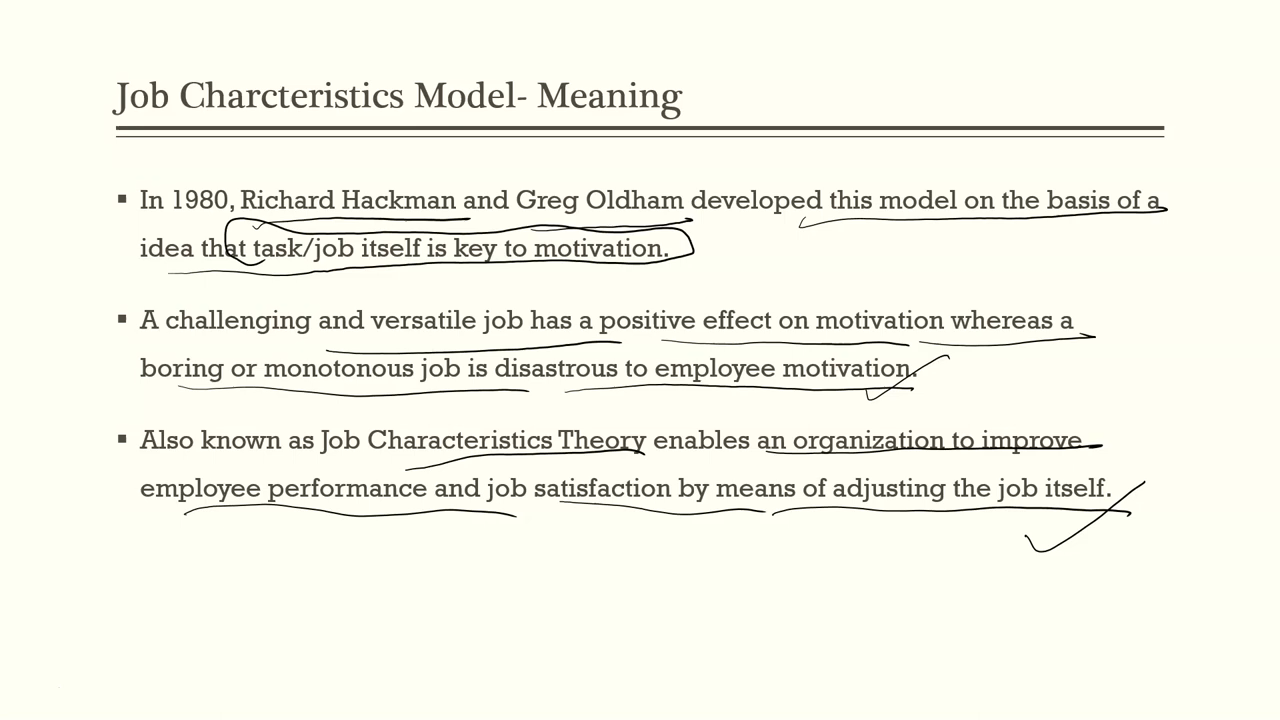 Job Charcteristics Model- Meaning
▪ In 1980, Richard Hackman and Greg Oldham developed this model on the basis of a
idea that task/job itself is key to motivation.
▪ A challenging and versatile job has a positive effect on motivation whereas a
boring or monotonous job is disastrous to employee motivation.
▪ Also known as Job Characteristics Theory enables an organization to improve
employee performance and job satisfaction by means of adjusting the job itself.